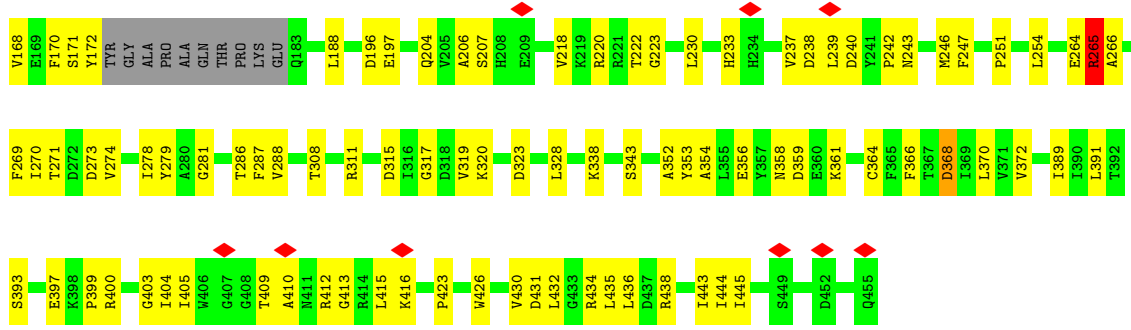 V168 E169 F170 S171 Y172 TYR GLY ALA PRO ALA GLN THR PRO LYS GLU Q183 L188 D196 E197 Q204 V205 A206 S207 H208 E209 V218 K219 R220 R221 T222 G223 L230 H233 H234 V237 D238 L239 D240 Y241 P242 N243 M246 F247 P251 L254 E264 R265 A266
F269 I270 T271 D272 D273 V274 I278 Y279 A280 G281 T286 F287 V288 T308 R311 D315 I316 G317 D318 V319 K320 D323 L328 K338 S343 A352 Y353 A354 L355 E356 Y357 N358 D359 E360 K361 C364 F365 F366 T367 D368 I369 L370 V371 V372 I389 I390 L391 T392
S393 E397 K398 P399 R400 G403 I404 I405 W406 G407 G408 T409 A410 N411 R412 G413 R414 L415 K416 P423 W426 V430 D431 L432 G433 R434 L435 L436 D437 R438 I443 I444 I445 S449 D452 Q455